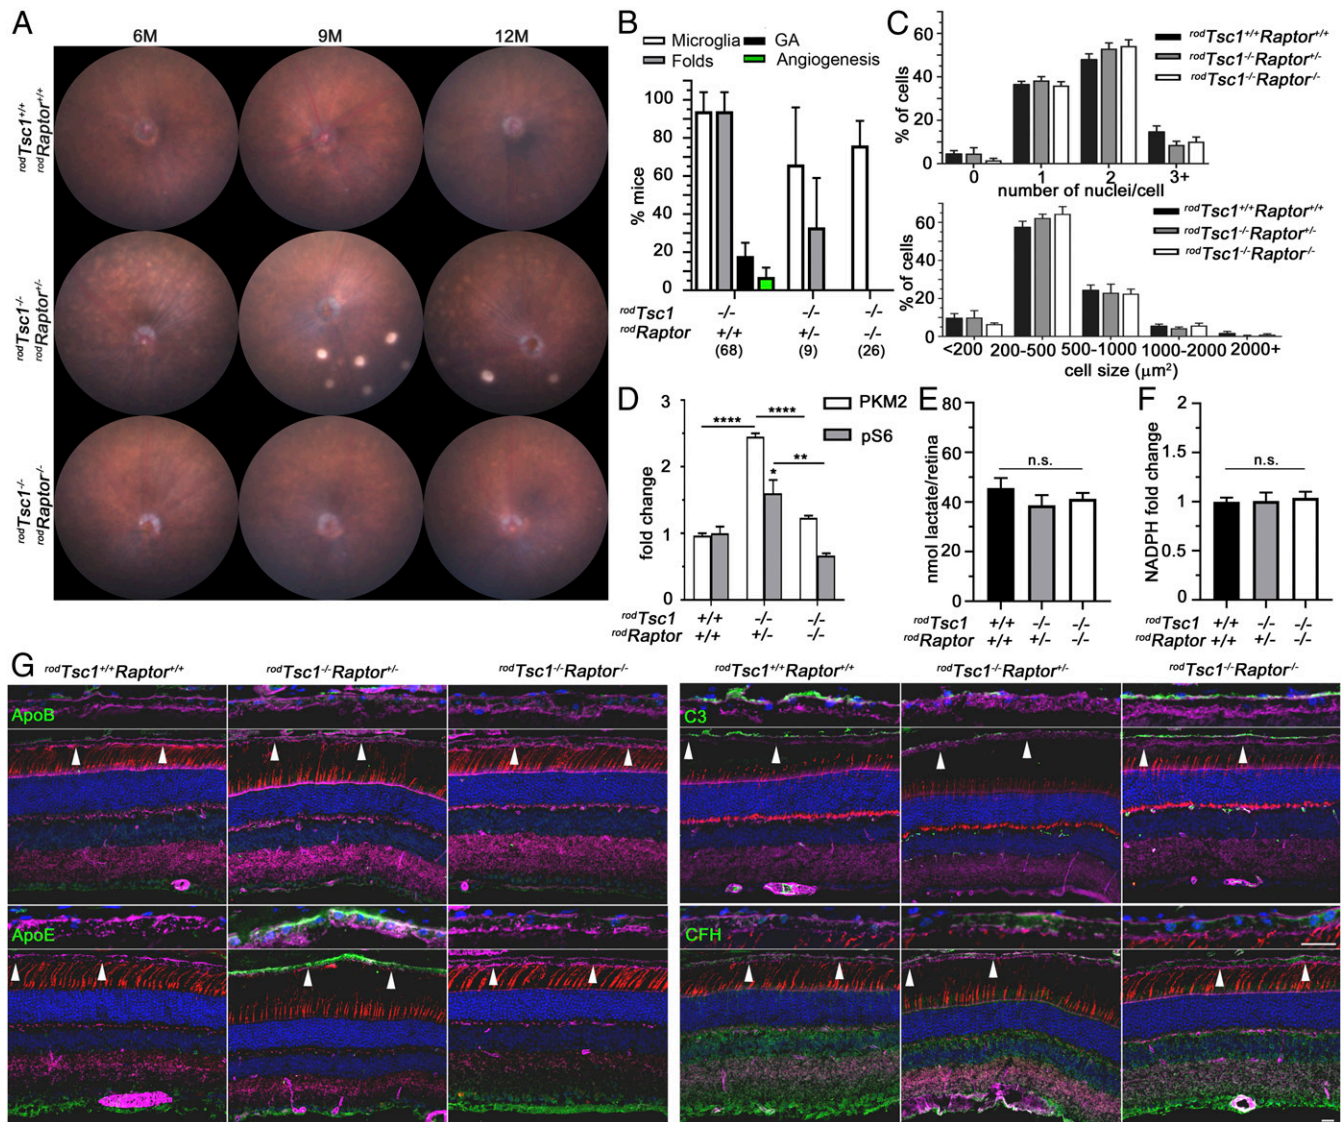 A
6M 9M 12M
rodTsc1+/+
rodRaptor+/+
rodTsc1-/-
rodRaptor+/-
rodTsc1-/-
rodRaptor-/-
B
Microglia GA
Folds Angiogenesis
% mice
100
80
60
40
20
0
rodTsc1 -/- -/- -/-
rodRaptor +/+ +/- -/-
(68) (9) (26)
C
% of cells
60
40
20
0
rodTsc1+/+Raptor+/+
rodTsc1-/-Raptor+/-
rodTsc1-/-Raptor-/-
0 1 2 3+
number of nuclei/cell
% of cells
60
40
20
0
rodTsc1+/+Raptor+/+
rodTsc1-/-Raptor+/-
rodTsc1-/-Raptor-/-
<200 200-500 500-1000 1000-2000 2000+
cell size (μm²)
D
fold change
3
2
1
0
**** ****
**
*
PKM2
pS6
rodTsc1 +/+ -/- -/-
rodRaptor +/+ +/- -/-
E
nmol lactate/retina
80
60
40
20
0
n.s.
rodTsc1 +/+ -/- -/-
rodRaptor +/+ +/- -/-
F
NADPH fold change
2
1.5
1
0.5
0
n.s.
rodTsc1 +/+ -/- -/-
rodRaptor +/+ +/- -/-
G
rodTsc1+/+Raptor+/+ rodTsc1-/-Raptor+/- rodTsc1-/-Raptor-/-
rodTsc1+/+Raptor+/+ rodTsc1-/-Raptor+/- rodTsc1-/-Raptor-/-
ApoB
C3
ApoE
CFH